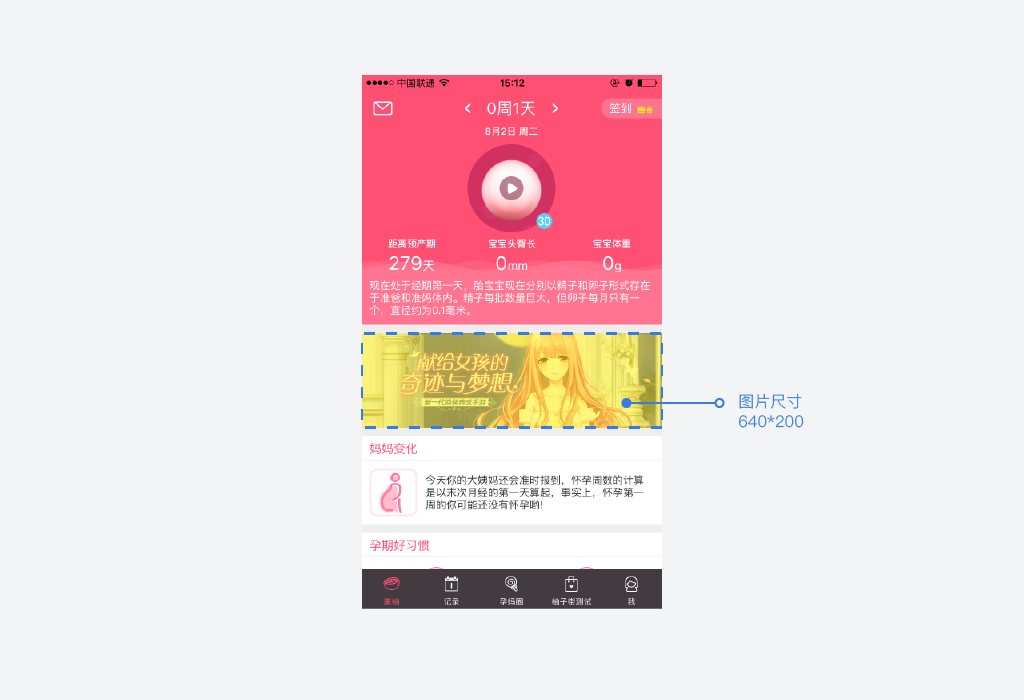 中国联通
15:12
0周1天
签到
8月2日 周二
3D
距离预产期
宝宝头臀长
宝宝体重
279天
0mm
0g
现在处于经期第一天，胎宝宝现在分别以精子和卵子形式存在
于准爸和准妈体内。精子每批数量巨大，但卵子每月只有一
个，直径约为0.1毫米。
献给女孩的
奇迹与梦想
新一代换装养成手游
图片尺寸
640*200
妈妈变化
今天你的大姨妈还会准时报到，怀孕周数的计算
是以末次月经的第一天算起，事实上，怀孕第一
周的你可能还没有怀孕哟！
孕期好习惯
美柚
记录
孕妈圈
柚子街测试
我